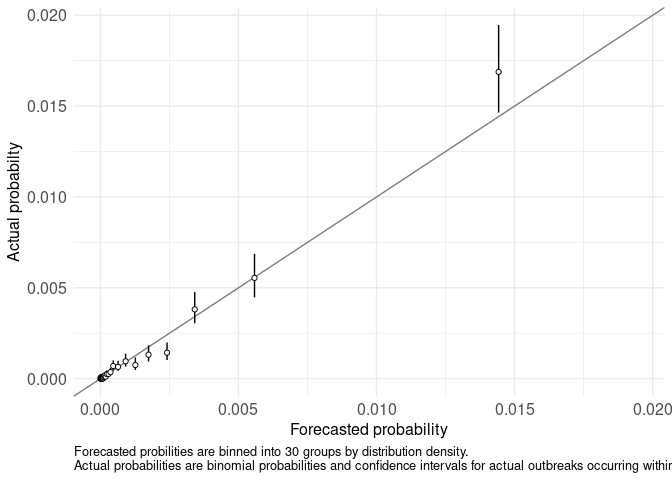 0.020
0.015
0.010
0.005
0.000
Actual probabilty
0.000
0.005
0.010
0.015
0.020
Forecasted probability
Forecasted probilities are binned into 30 groups by distribution density.
Actual probabilities are binomial probabilities and confidence intervals for actual outbreaks occurring